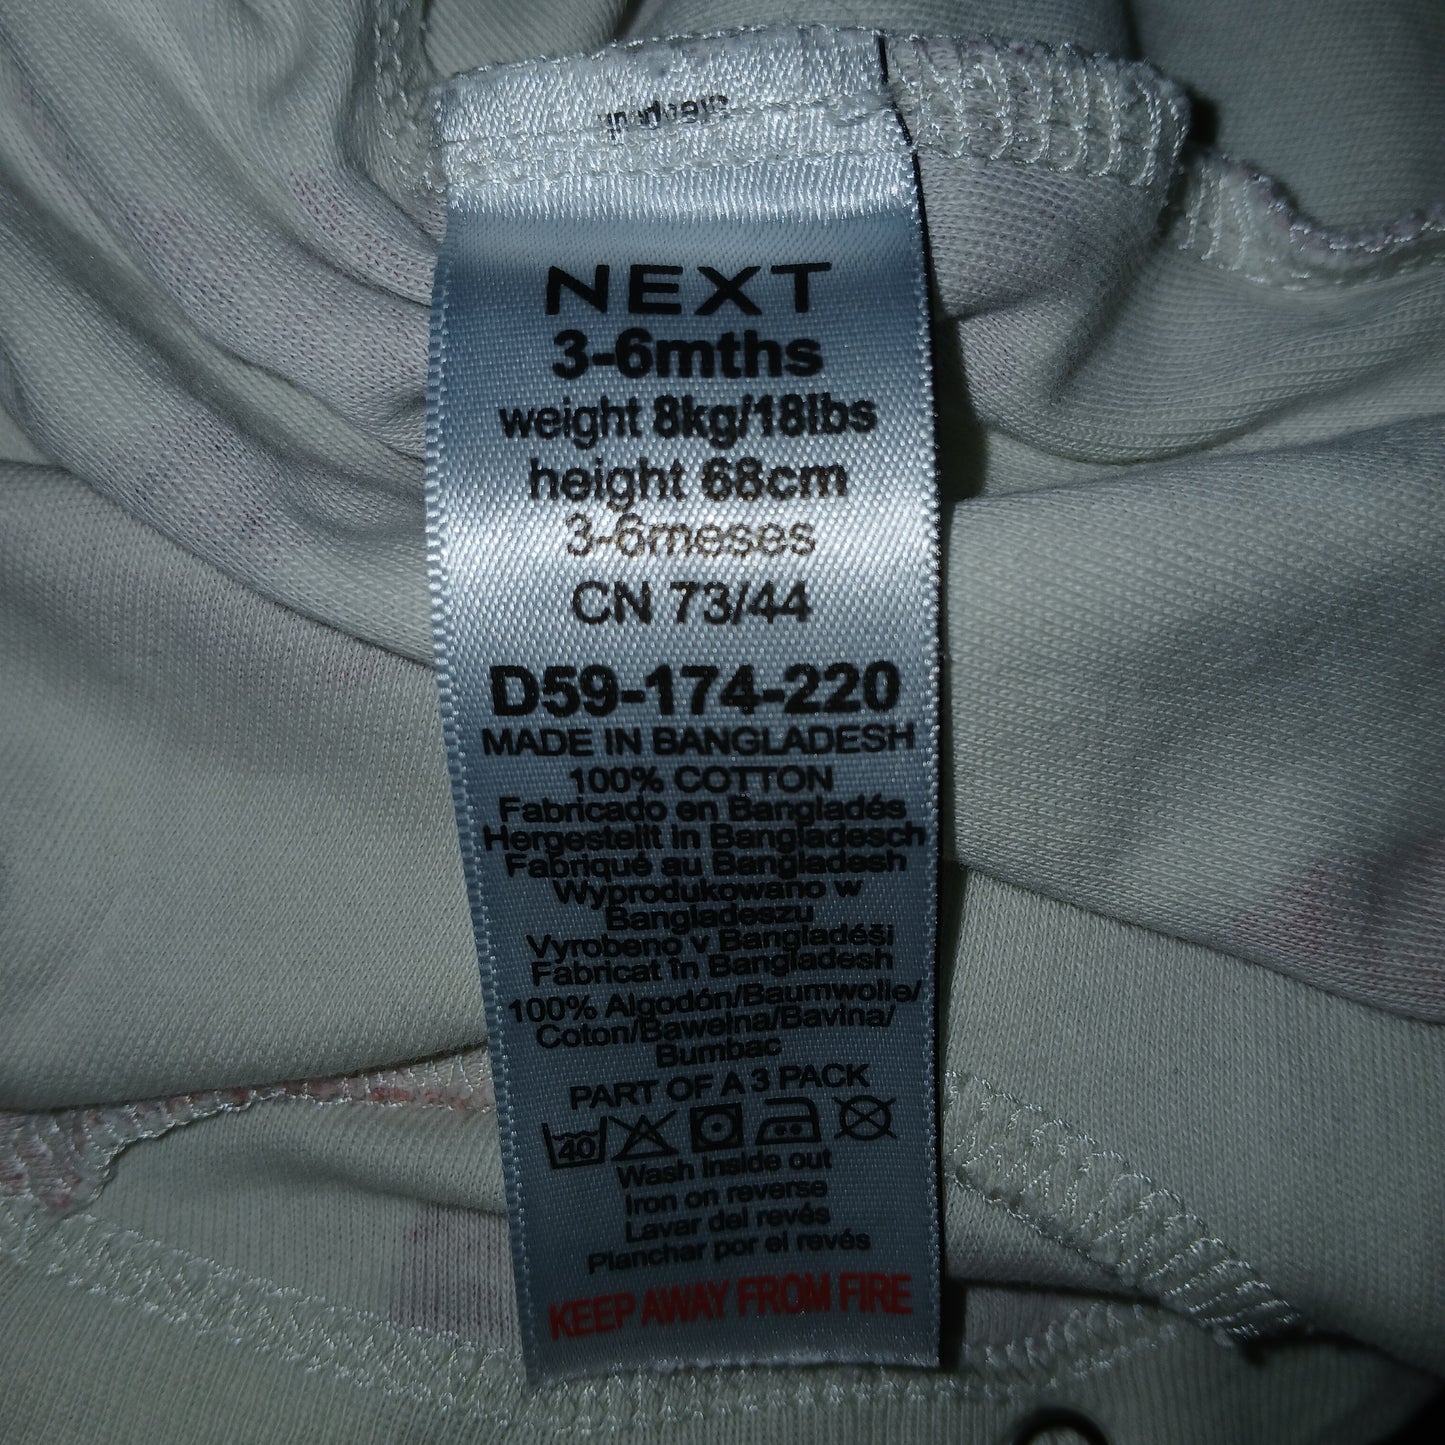 NEXT
3-6mths
weight 8kg/18lbs
height 68cm
3-6meses
CN 73/44
D59-174-220
MADE IN BANGLADESH
100% COTTON
Fabricado en Bangladés
Hergestellt in Bangladesch
Fabriqué au Bangladesh
Wyprodukowano w
Bangladeszu
Vyrobeno v Bangladéši
Fabricat în Bangladesh
100% Algodón/Baumwolle/
Coton/Bawełna/Bavlna/
Bumbac
PART OF A 3 PACK
40
Wash inside out
Iron on reverse
Lavar del revés
Planchar por el revés
KEEP AWAY FROM FIRE